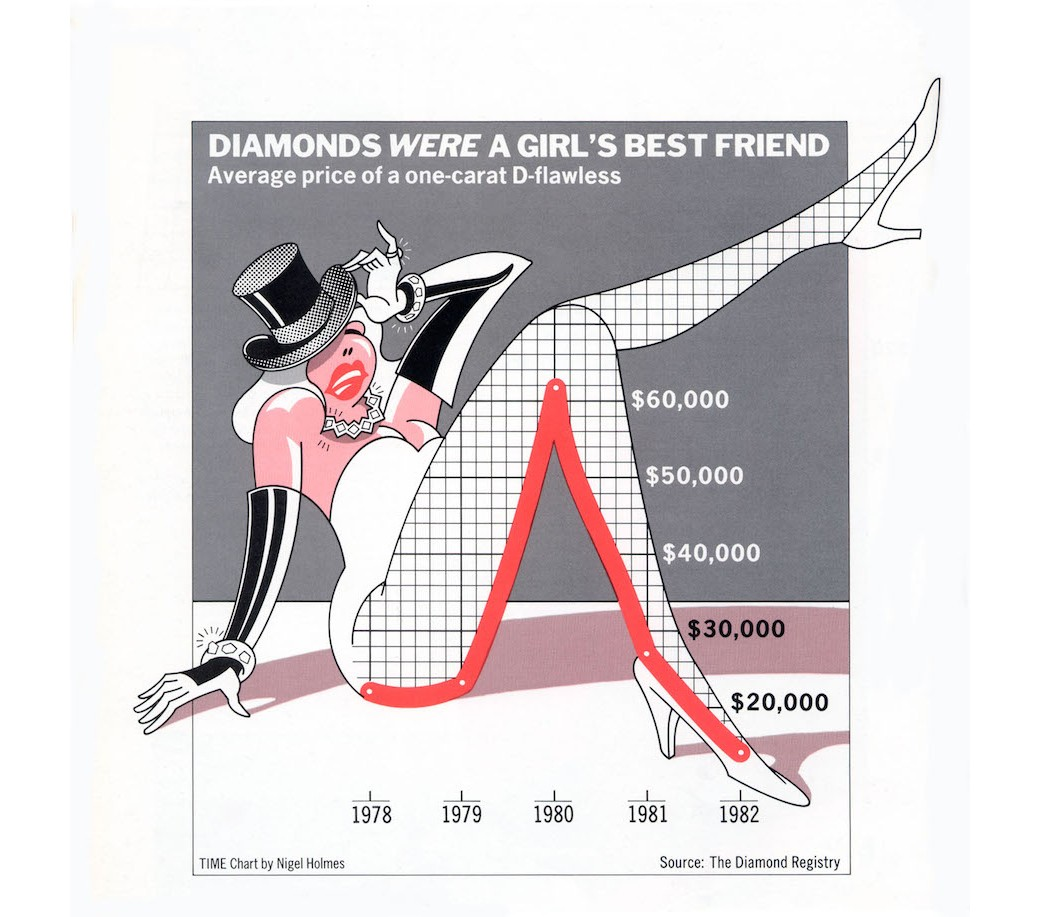 DIAMONDS WERE A GIRL'S BEST FRIEND
Average price of a one-carat D-flawless
$60,000
$50,000
$40,000
$30,000
$20,000
1978 1979 1980 1981 1982
TIME Chart by Nigel Holmes
Source: The Diamond Registry